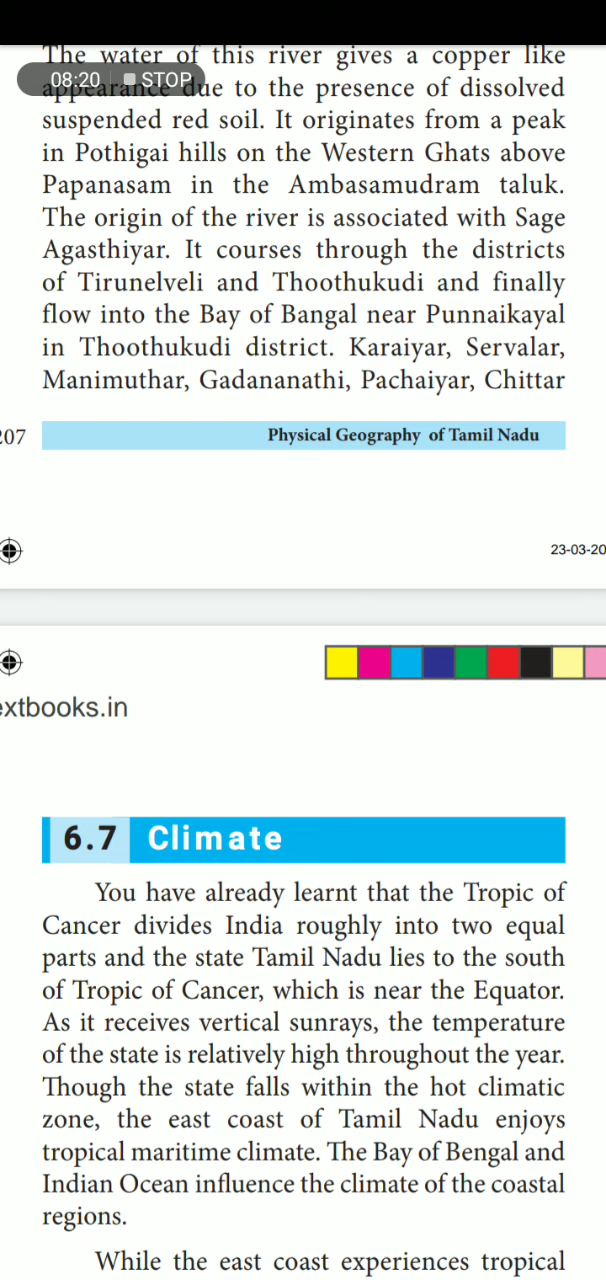 The water of this river gives a copper like
08:20 STOP
appearance due to the presence of dissolved
suspended red soil. It originates from a peak
in Pothigai hills on the Western Ghats above
Papanasam in the Ambasamudram taluk.
The origin of the river is associated with Sage
Agasthiyar. It courses through the districts
of Tirunelveli and Thoothukudi and finally
flow into the Bay of Bangal near Punnaikayal
in Thoothukudi district. Karaiyar, Servalar,
Manimuthar, Gadananathi, Pachaiyar, Chittar
207 Physical Geography of Tamil Nadu
23-03-20
extbooks.in
6.7 Climate
You have already learnt that the Tropic of
Cancer divides India roughly into two equal
parts and the state Tamil Nadu lies to the south
of Tropic of Cancer, which is near the Equator.
As it receives vertical sunrays, the temperature
of the state is relatively high throughout the year.
Though the state falls within the hot climatic
zone, the east coast of Tamil Nadu enjoys
tropical maritime climate. The Bay of Bengal and
Indian Ocean influence the climate of the coastal
regions.
While the east coast experiences tropical